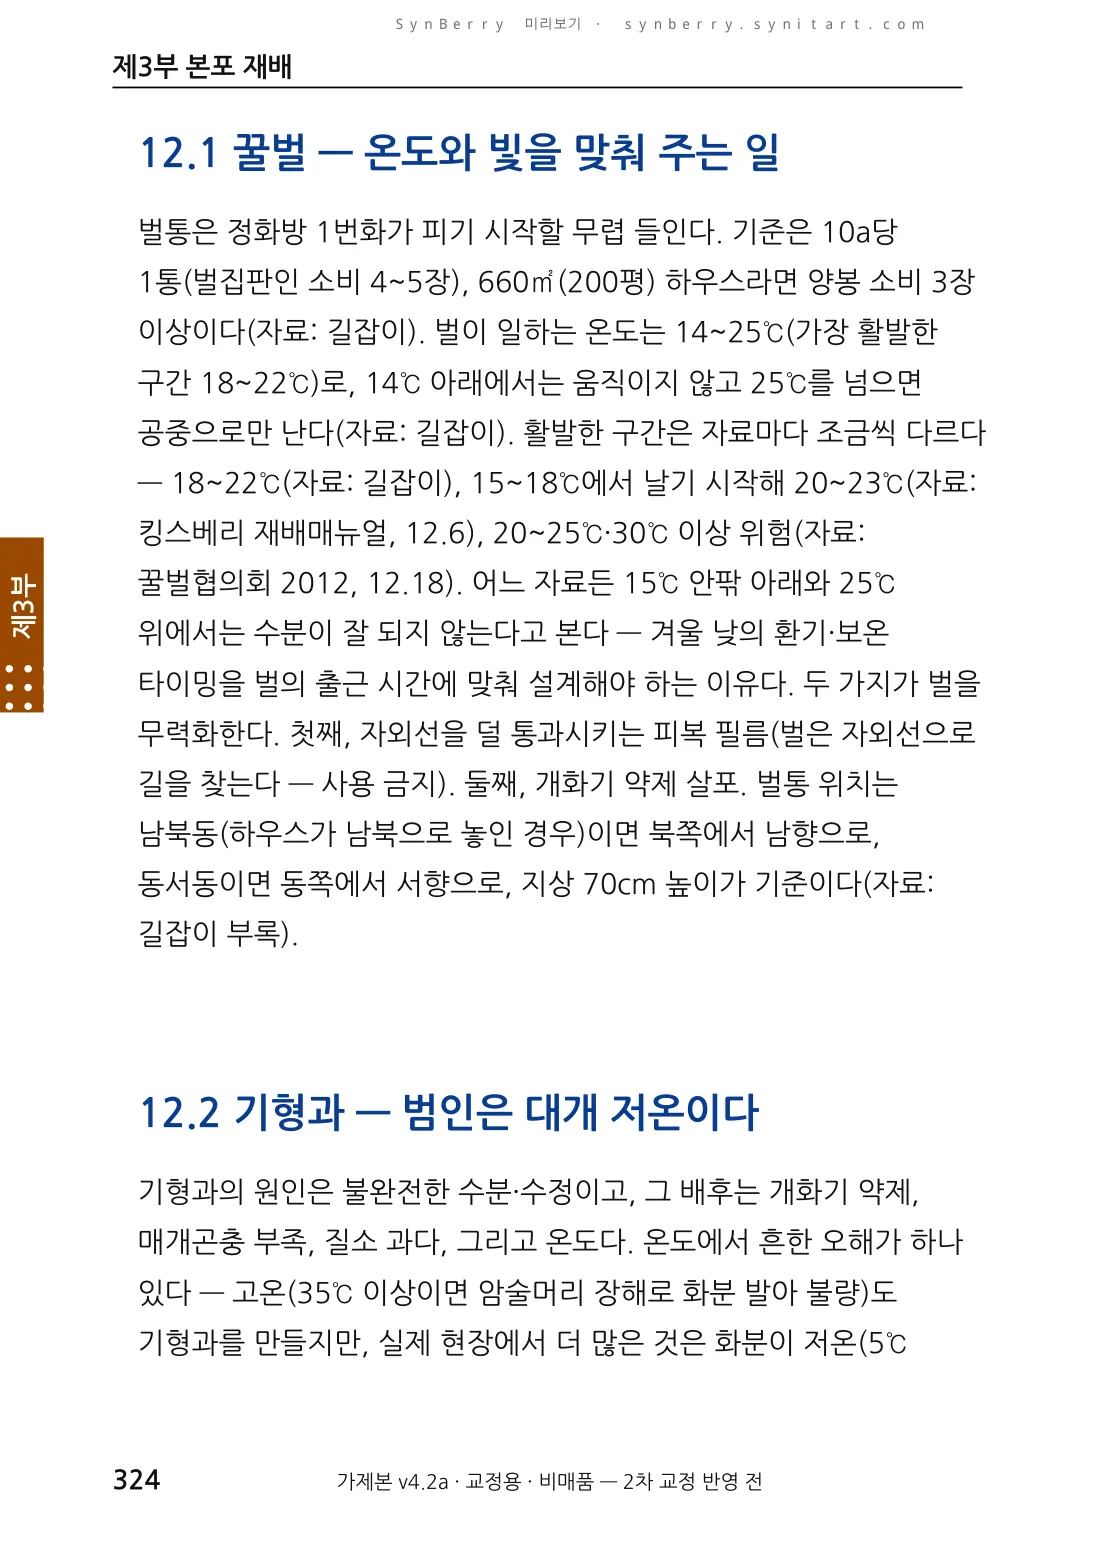 SynBerry 미리보기 · synberry.synitart.com
제3부 본포 재배
12.1 꿀벌 — 온도와 빛을 맞춰 주는 일
벌통은 정화방 1번화가 피기 시작할 무렵 들인다. 기준은 10a당
1통(벌집판인 소비 4~5장), 660㎡(200평) 하우스라면 양봉 소비 3장
이상이다(자료: 길잡이). 벌이 일하는 온도는 14~25℃(가장 활발한
구간 18~22℃)로, 14℃ 아래에서는 움직이지 않고 25℃를 넘으면
공중으로만 난다(자료: 길잡이). 활발한 구간은 자료마다 조금씩 다르다
— 18~22℃(자료: 길잡이), 15~18℃에서 날기 시작해 20~23℃(자료:
킹스베리 재배매뉴얼, 12.6), 20~25℃·30℃ 이상 위험(자료:
꿀벌협의회 2012, 12.18). 어느 자료든 15℃ 안팎 아래와 25℃
위에서는 수분이 잘 되지 않는다고 본다 — 겨울 낮의 환기·보온
타이밍을 벌의 출근 시간에 맞춰 설계해야 하는 이유다. 두 가지가 벌을
무력화한다. 첫째, 자외선을 덜 통과시키는 피복 필름(벌은 자외선으로
길을 찾는다 — 사용 금지). 둘째, 개화기 약제 살포. 벌통 위치는
남북동(하우스가 남북으로 놓인 경우)이면 북쪽에서 남향으로,
동서동이면 동쪽에서 서향으로, 지상 70cm 높이가 기준이다(자료:
길잡이 부록).
제3부
12.2 기형과 — 범인은 대개 저온이다
기형과의 원인은 불완전한 수분·수정이고, 그 배후는 개화기 약제,
매개곤충 부족, 질소 과다, 그리고 온도다. 온도에서 흔한 오해가 하나
있다 — 고온(35℃ 이상이면 암술머리 장해로 화분 발아 불량)도
기형과를 만들지만, 실제 현장에서 더 많은 것은 화분이 저온(5℃
324
가제본 v4.2a · 교정용 · 비매품 — 2차 교정 반영 전